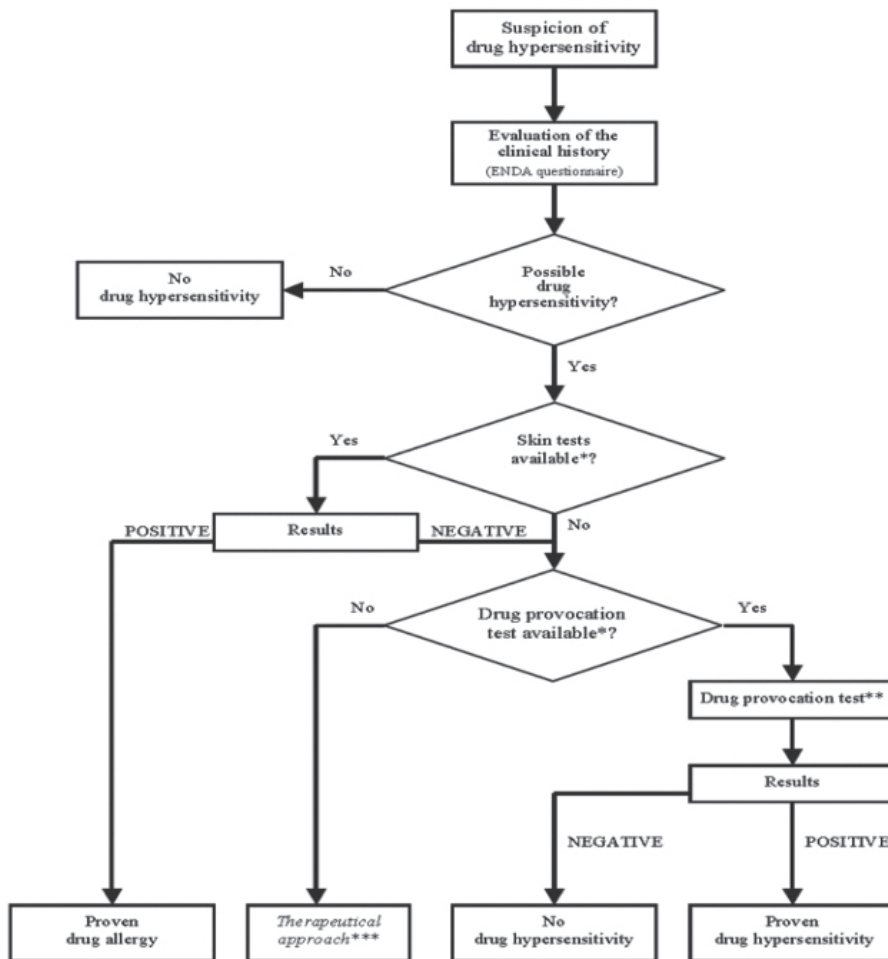 Suspicion of
drug hypersensitivity
Evaluation of the
clinical history
(ENDA questionnaire)
Possible
drug
hypersensitivity?
No
No
drug hypersensitivity
Yes
Skin tests
available*?
Yes
No
Results
POSITIVE
NEGATIVE
Drug provocation
test available*?
No
Yes
Drug provocation test**
Results
NEGATIVE
POSITIVE
Proven
drug allergy
Therapeutical
approach***
No
drug hypersensitivity
Proven
drug hypersensitivity